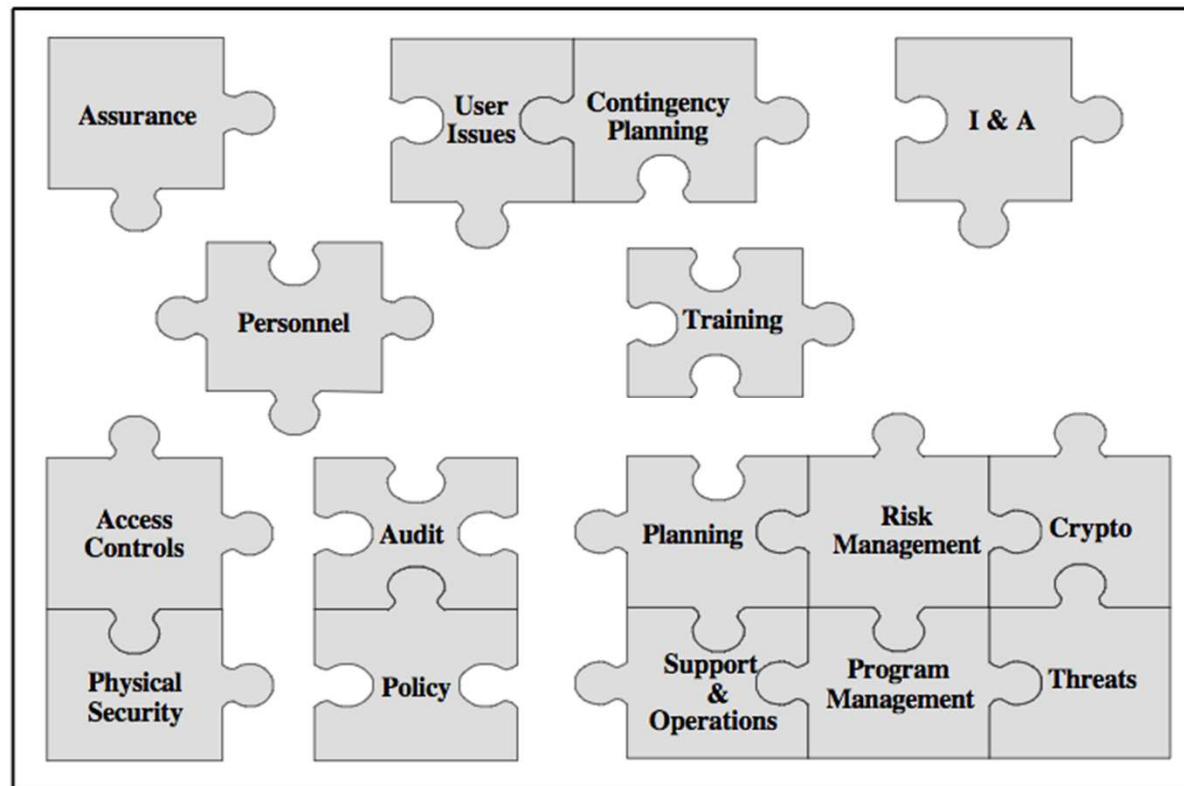 Assurance
User
Issues
Contingency
Planning
I & A
Personnel
Training
Access
Controls
Audit
Planning
Risk
Management
Crypto
Physical
Security
Policy
Support
&
Operations
Program
Management
Threats